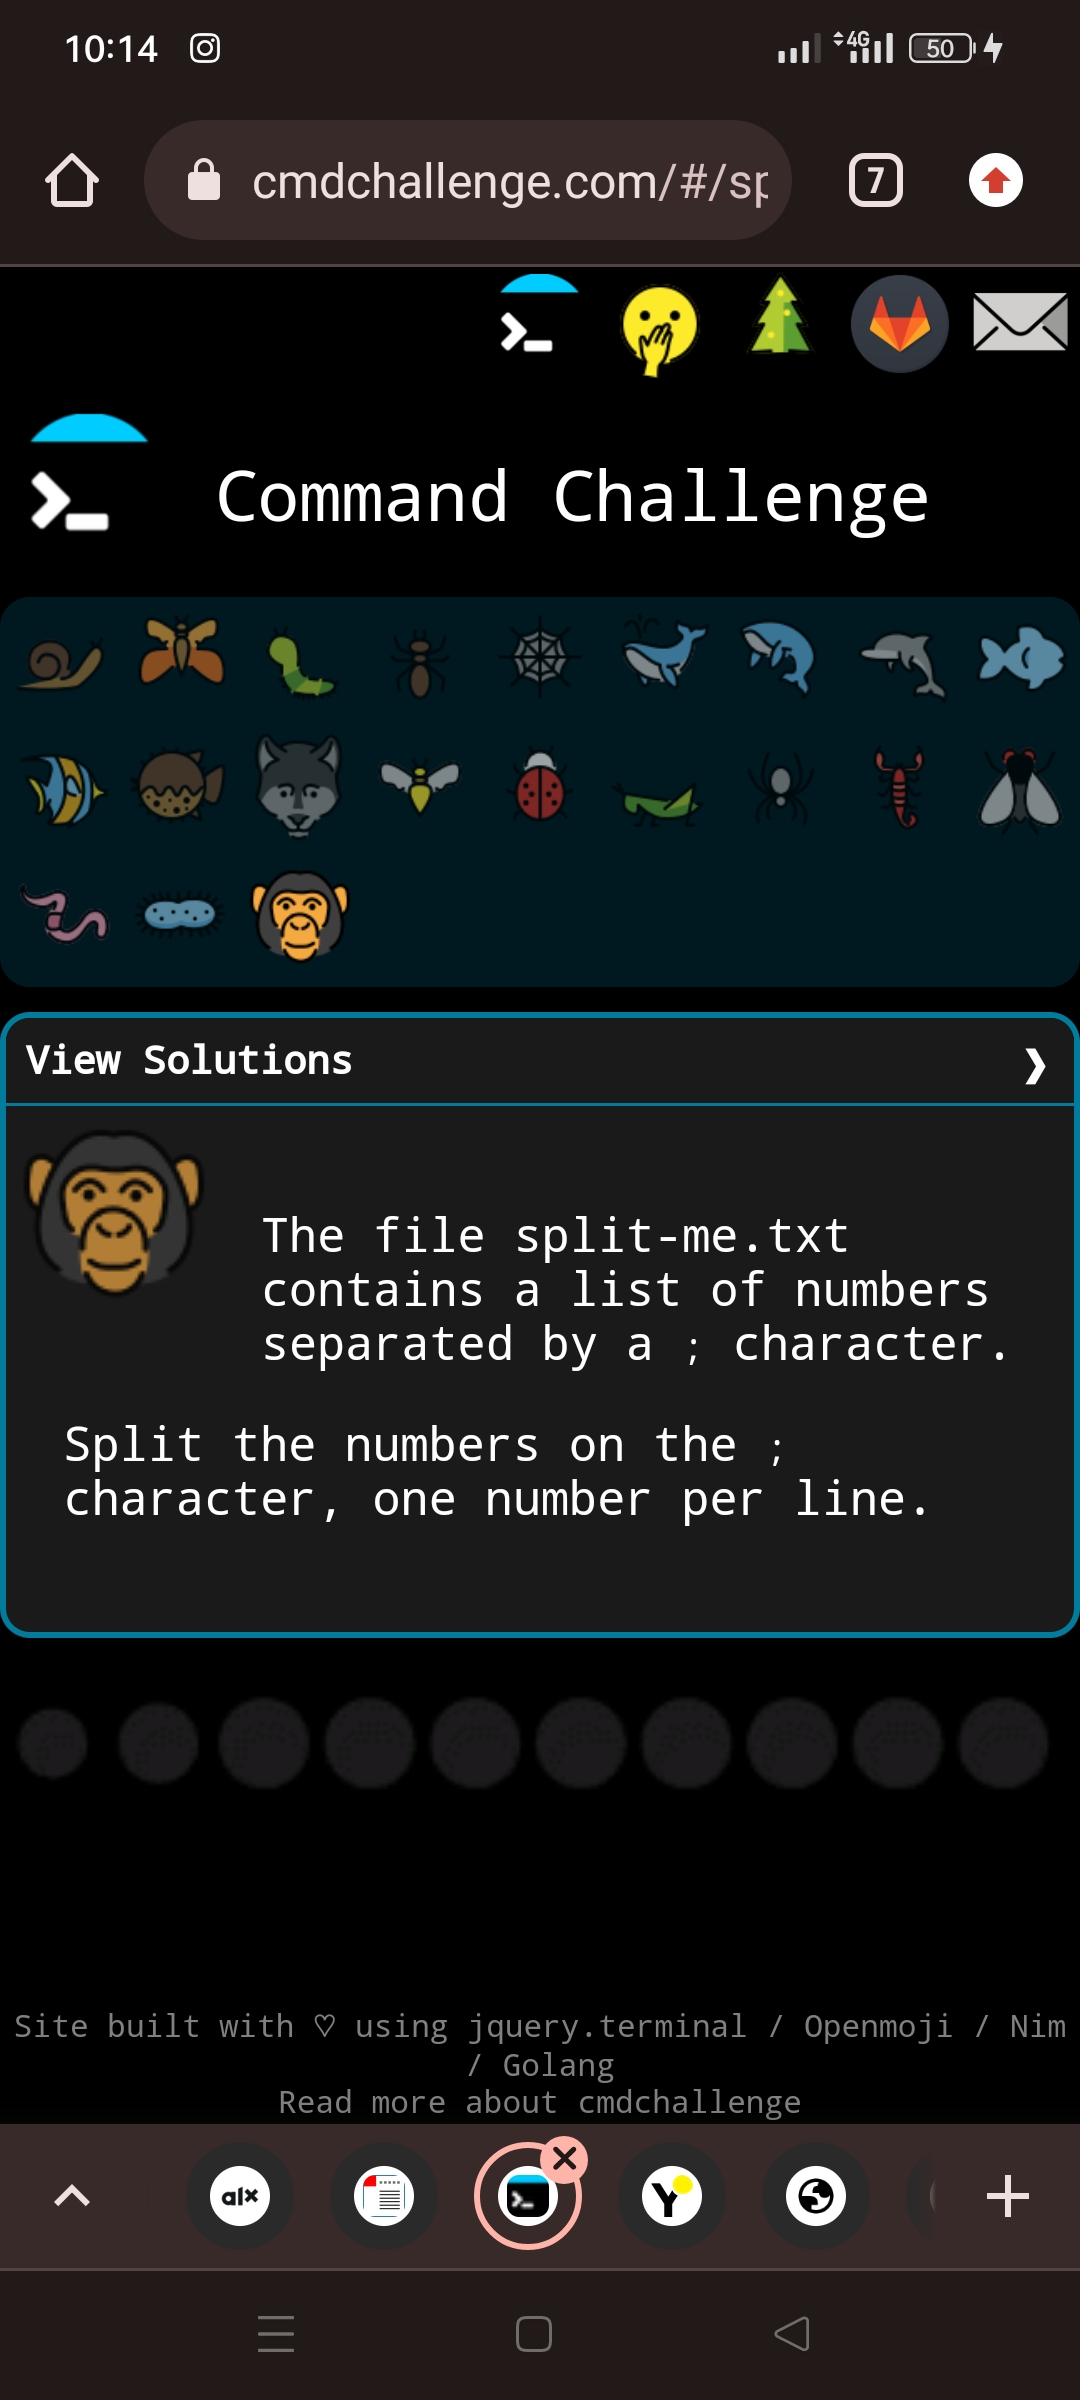 10:14
4G
50
cmdchallenge.com/#/sp
7
Command Challenge
View Solutions
The file split-me.txt
contains a list of numbers
separated by a ; character.
Split the numbers on the ;
character, one number per line.
Site built with ♡ using jquery.terminal / Openmoji / Nim
/ Golang
Read more about cmdchallenge
alx
Y